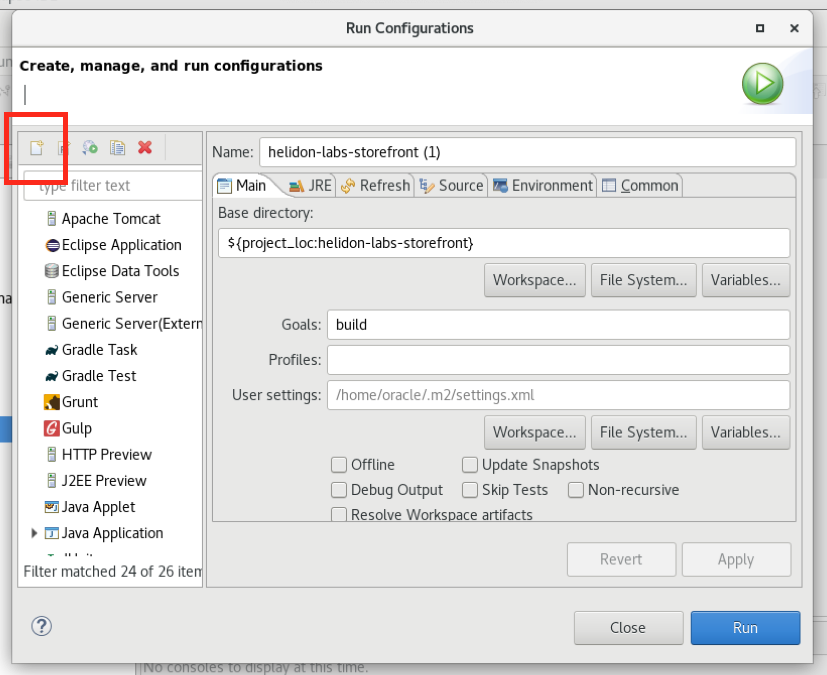 Run Configurations
Create, manage, and run configurations
type filter text
Apache Tomcat
Eclipse Application
Eclipse Data Tools
Generic Server
Generic Server(Extern
Gradle Task
Gradle Test
Grunt
Gulp
HTTP Preview
J2EE Preview
Java Applet
Java Application
Filter matched 24 of 26 item
Name: helidon-labs-storefront (1)
Main JRE Refresh Source Environment Common
Base directory:
${project_loc:helidon-labs-storefront}
Workspace... File System... Variables...
Goals: build
Profiles:
User settings: /home/oracle/.m2/settings.xml
Workspace... File System... Variables...
Offline Update Snapshots
Debug Output Skip Tests Non-recursive
Resolve Workspace artifacts
Revert Apply
Close Run
No consoles to display at this time.